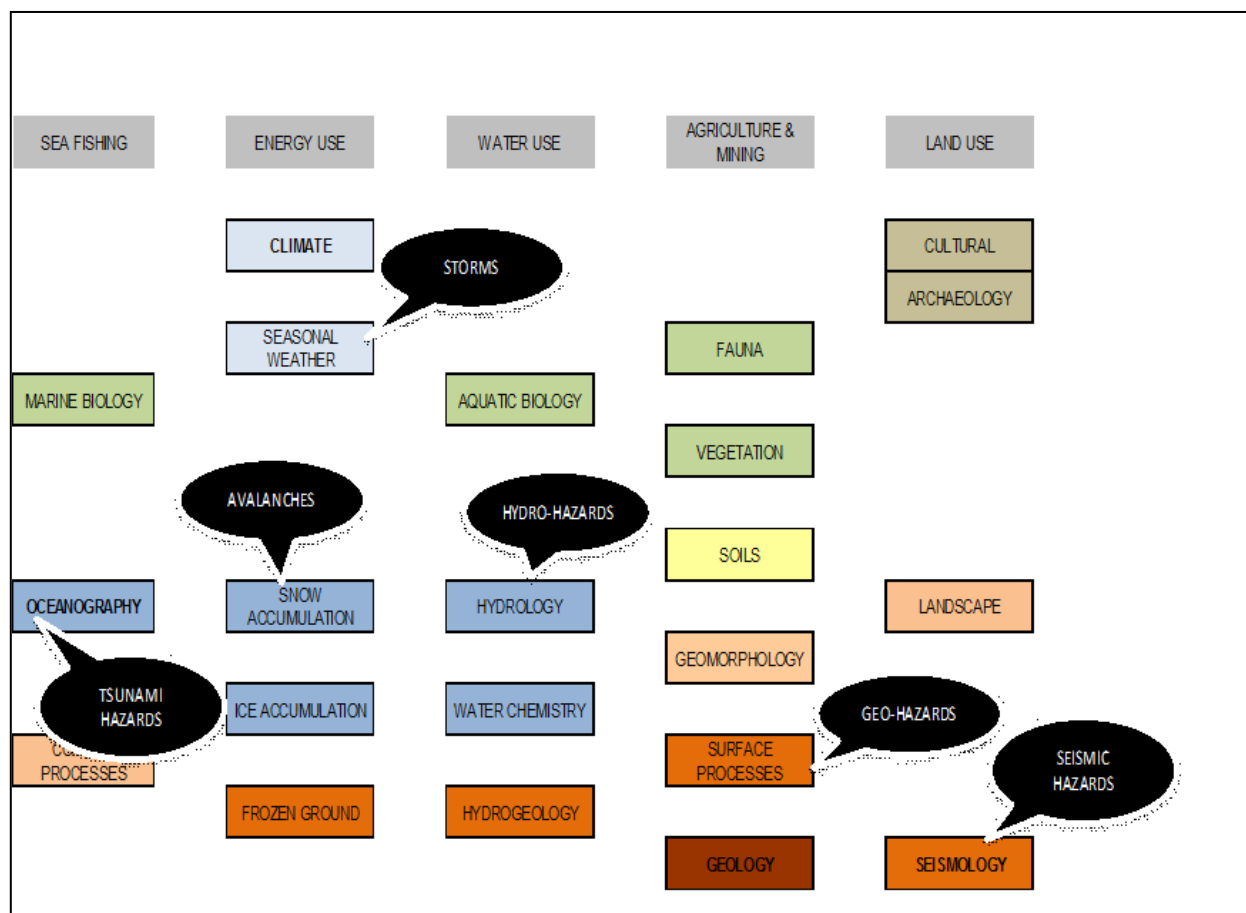 SEA FISHING
ENERGY USE
WATER USE
AGRICULTURE &
MINING
LAND USE
CLIMATE
CULTURAL
STORMS
ARCHAEOLOGY
SEASONAL
WEATHER
FAUNA
MARINE BIOLOGY
AQUATIC BIOLOGY
VEGETATION
AVALANCHES
HYDRO-HAZARDS
SOILS
OCEANOGRAPHY
SNOW
ACCUMULATION
HYDROLOGY
LANDSCAPE
GEOMORPHOLOGY
TSUNAMI
HAZARDS
ICE ACCUMULATION
WATER CHEMISTRY
GEO-HAZARDS
PROCESSES
SURFACE
PROCESSES
SEISMIC
HAZARDS
FROZEN GROUND
HYDROGEOLOGY
GEOLOGY
SEISMOLOGY